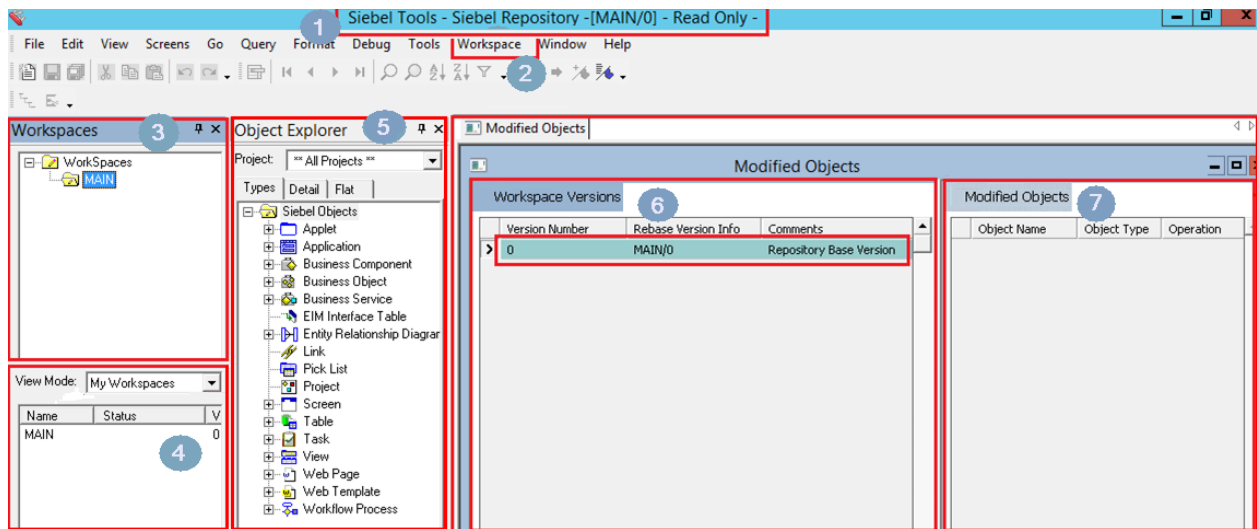 Siebel Tools - Siebel Repository -[MAIN/0] - Read Only -
1
File Edit View Screens Go Query Format Debug Tools Workspace Window Help
2
Workspaces
3
WorkSpaces
MAIN
View Mode: My Workspaces
Name Status V
MAIN 0
4
Object Explorer
5
Project: ** All Projects **
Types Detail Flat
Siebel Objects
Applet
Application
Business Component
Business Object
Business Service
EIM Interface Table
Entity Relationship Diagrar
Link
Pick List
Project
Screen
Table
Task
View
Web Page
Web Template
Workflow Process
Modified Objects
Modified Objects
Workspace Versions
6
Version Number Rebase Version Info Comments
0 MAIN/0 Repository Base Version
Modified Objects
7
Object Name Object Type Operation